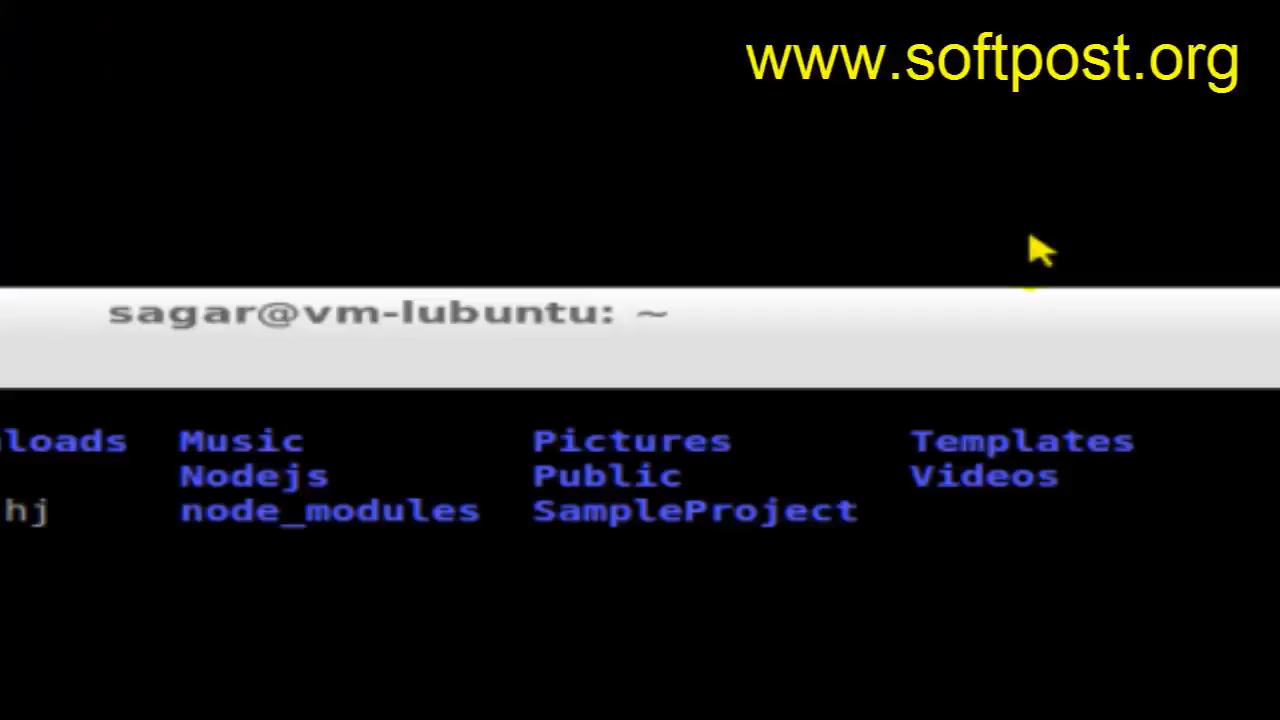 www.softpost.org
sagar@vm-lubuntu: ~
loads Music Pictures Templates
Nodejs Public Videos
hj node_modules SampleProject